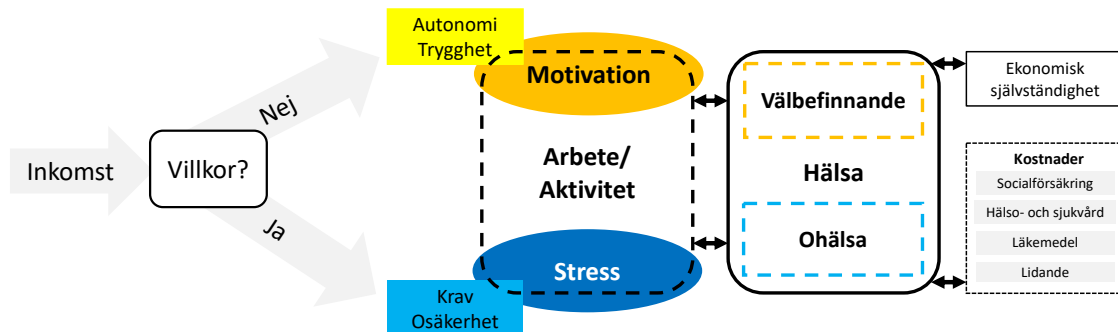 Inkomst
Villkor?
Nej
Ja
Autonomi
Trygghet
Motivation
Arbete/
Aktivitet
Stress
Krav
Osäkerhet
Välbefinnande
Hälsa
Ohälsa
Ekonomisk
självständighet
Kostnader
Socialförsäkring
Hälso- och sjukvård
Läkemedel
Lidande